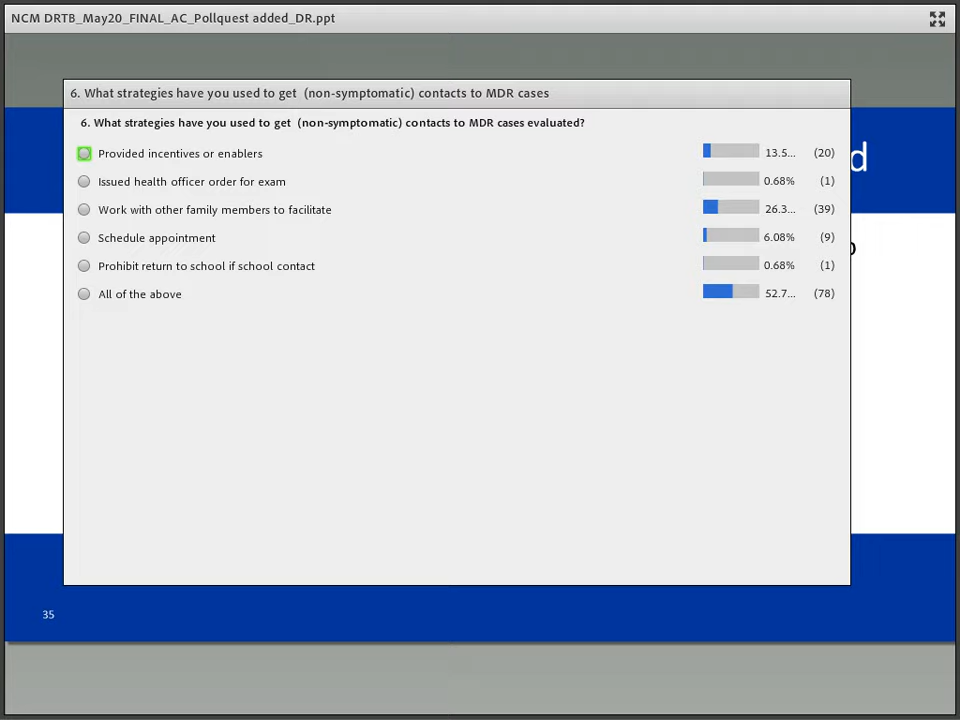 NCM DRTB_May20_FINAL_AC_Pollquest added_DR.ppt
6. What strategies have you used to get (non-symptomatic) contacts to MDR cases
6. What strategies have you used to get (non-symptomatic) contacts to MDR cases evaluated?
Provided incentives or enablers 13.5... (20)
Issued health officer order for exam 0.68% (1)
Work with other family members to facilitate 26.3... (39)
Schedule appointment 6.08% (9)
Prohibit return to school if school contact 0.68% (1)
All of the above 52.7... (78)
35